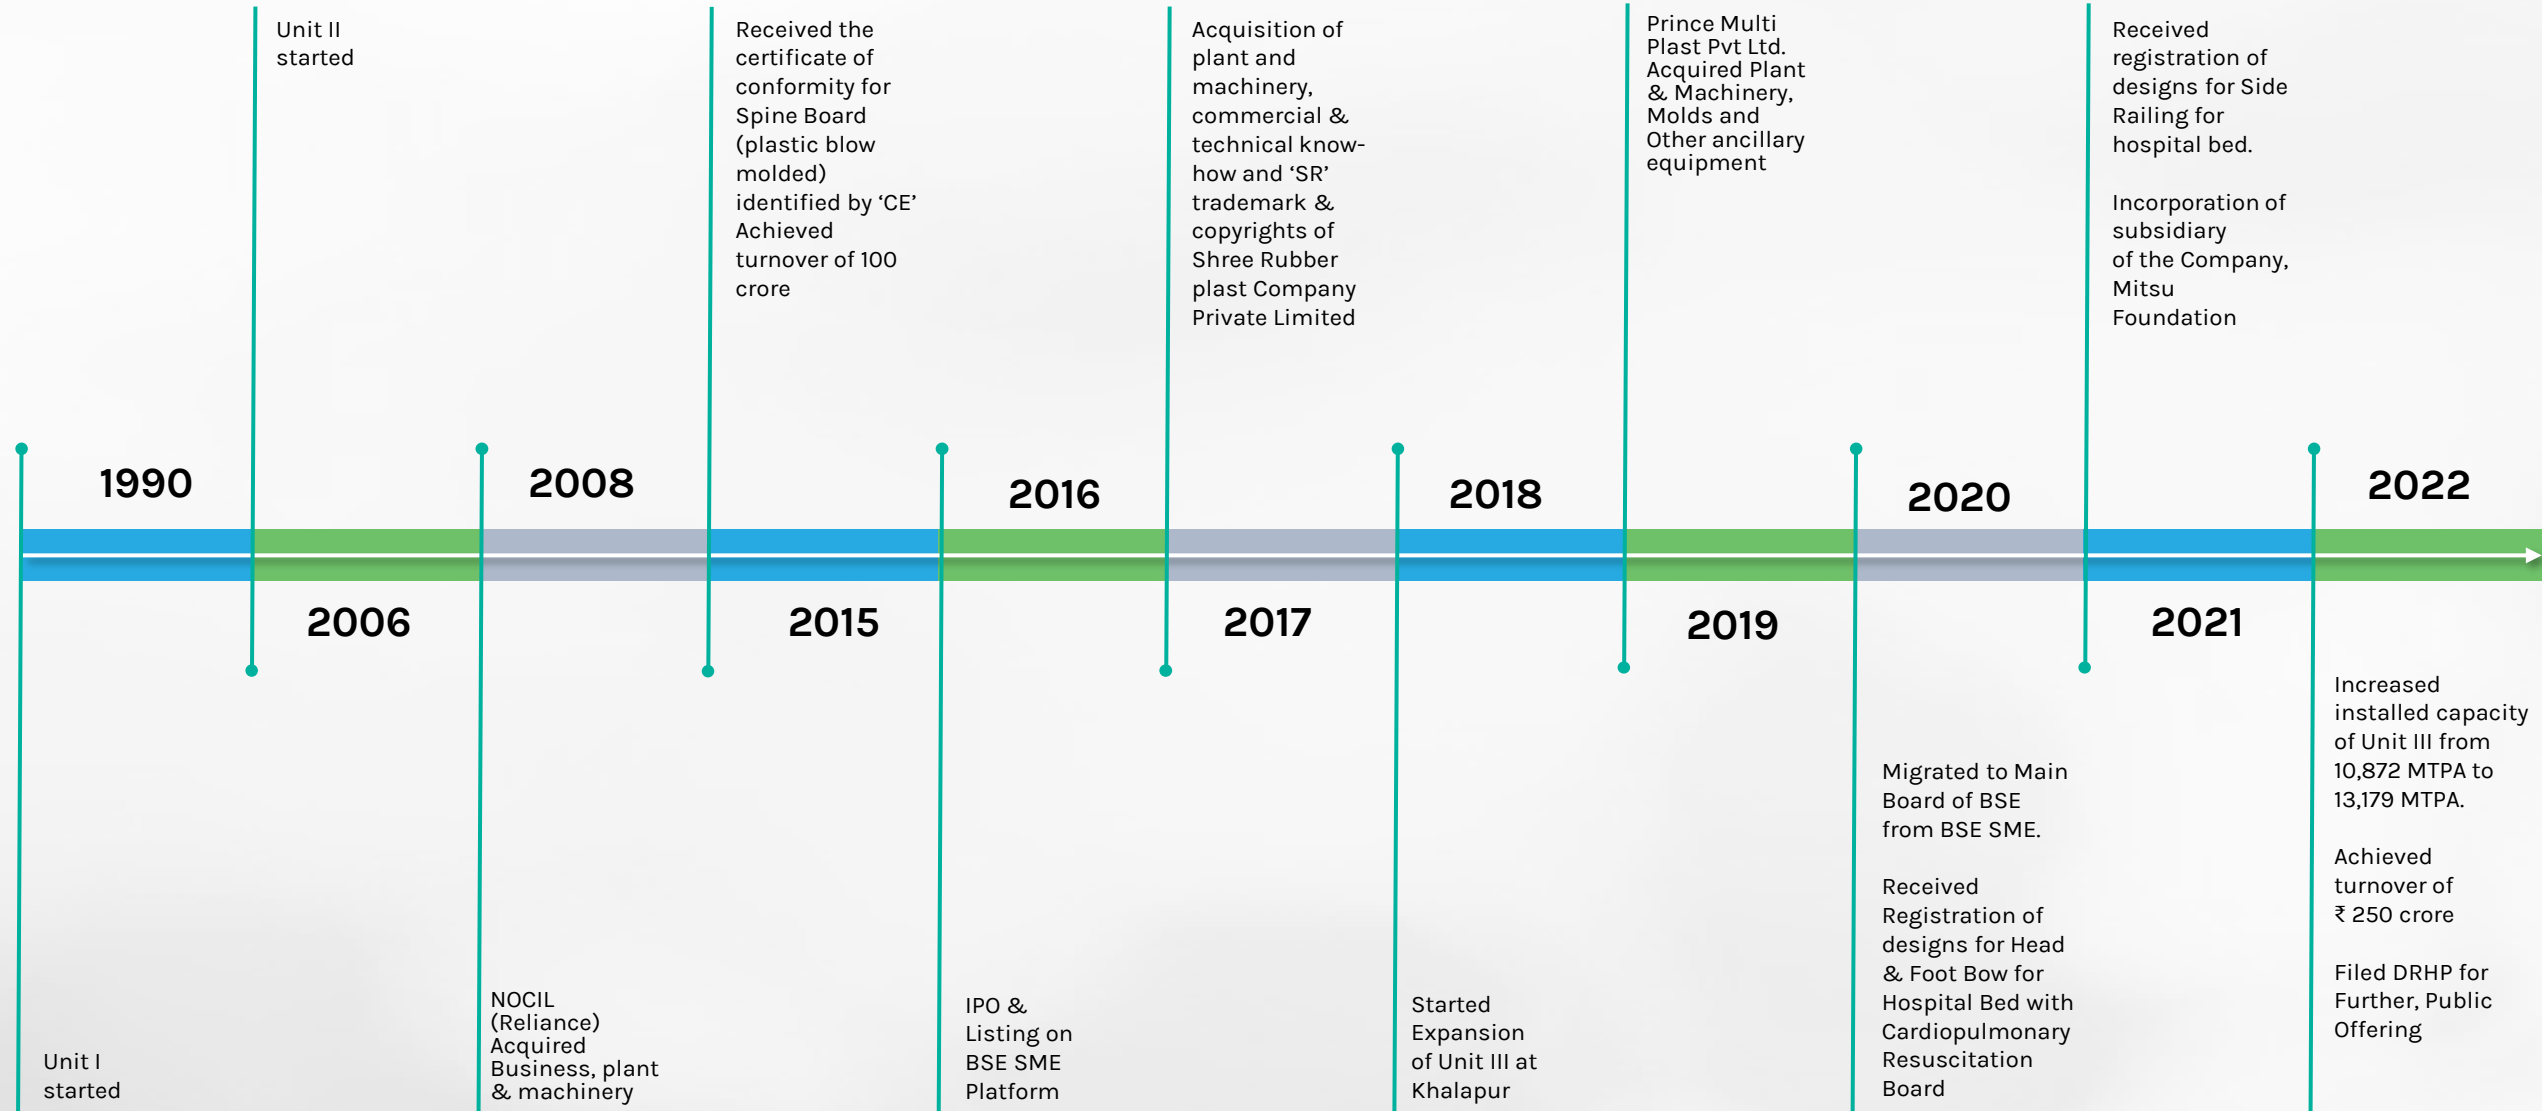 Unit II
started
Received the
certificate of
conformity for
Spine Board
(plastic blow
molded)
identified by ‘CE’
Achieved
turnover of 100
crore
Acquisition of
plant and
machinery,
commercial &
technical know-
how and ‘SR’
trademark &
copyrights of
Shree Rubber
plast Company
Private Limited
Prince Multi
Plast Pvt Ltd.
Acquired Plant
& Machinery,
Molds and
Other ancillary
equipment
Received
registration of
designs for Side
Railing for
hospital bed.
Incorporation of
subsidiary
of the Company,
Mitsu
Foundation
1990
2008
2016
2018
2020
2022
2006
2015
2017
2019
2021
Unit I
started
NOCIL
(Reliance)
Acquired
Business, plant
& machinery
IPO &
Listing on
BSE SME
Platform
Started
Expansion
of Unit III at
Khalapur
Migrated to Main
Board of BSE
from BSE SME.
Received
Registration of
designs for Head
& Foot Bow for
Hospital Bed with
Cardiopulmonary
Resuscitation
Board
Increased
installed capacity
of Unit III from
10,872 MTPA to
13,179 MTPA.
Achieved
turnover of
₹ 250 crore
Filed DRHP for
Further, Public
Offering